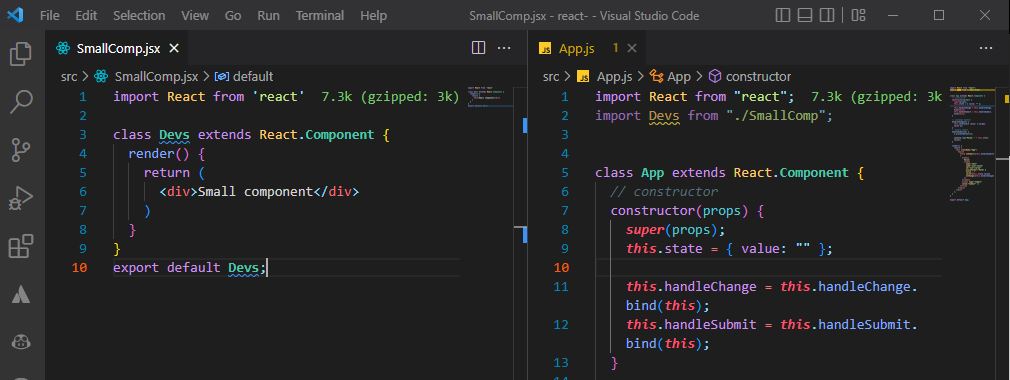 File Edit Selection View Go Run Terminal Help SmallComp.jsx - react- - Visual Studio Code
SmallComp.jsx
src > SmallComp.jsx > default
1 import React from 'react' 7.3k (gzipped: 3k)
2
3 class Devs extends React.Component {
4 render() {
5 return (
6 <div>Small component</div>
7 )
8 }
9 }
10 export default Devs;
JS App.js 1
src > JS App.js > App > constructor
1 import React from "react"; 7.3k (gzipped: 3k
2 import Devs from "./SmallComp";
3
4
5 class App extends React.Component {
6 // constructor
7 constructor(props) {
8 super(props);
9 this.state = { value: "" };
10
11 this.handleChange = this.handleChange.
bind(this);
12 this.handleSubmit = this.handleSubmit.
bind(this);
13 }